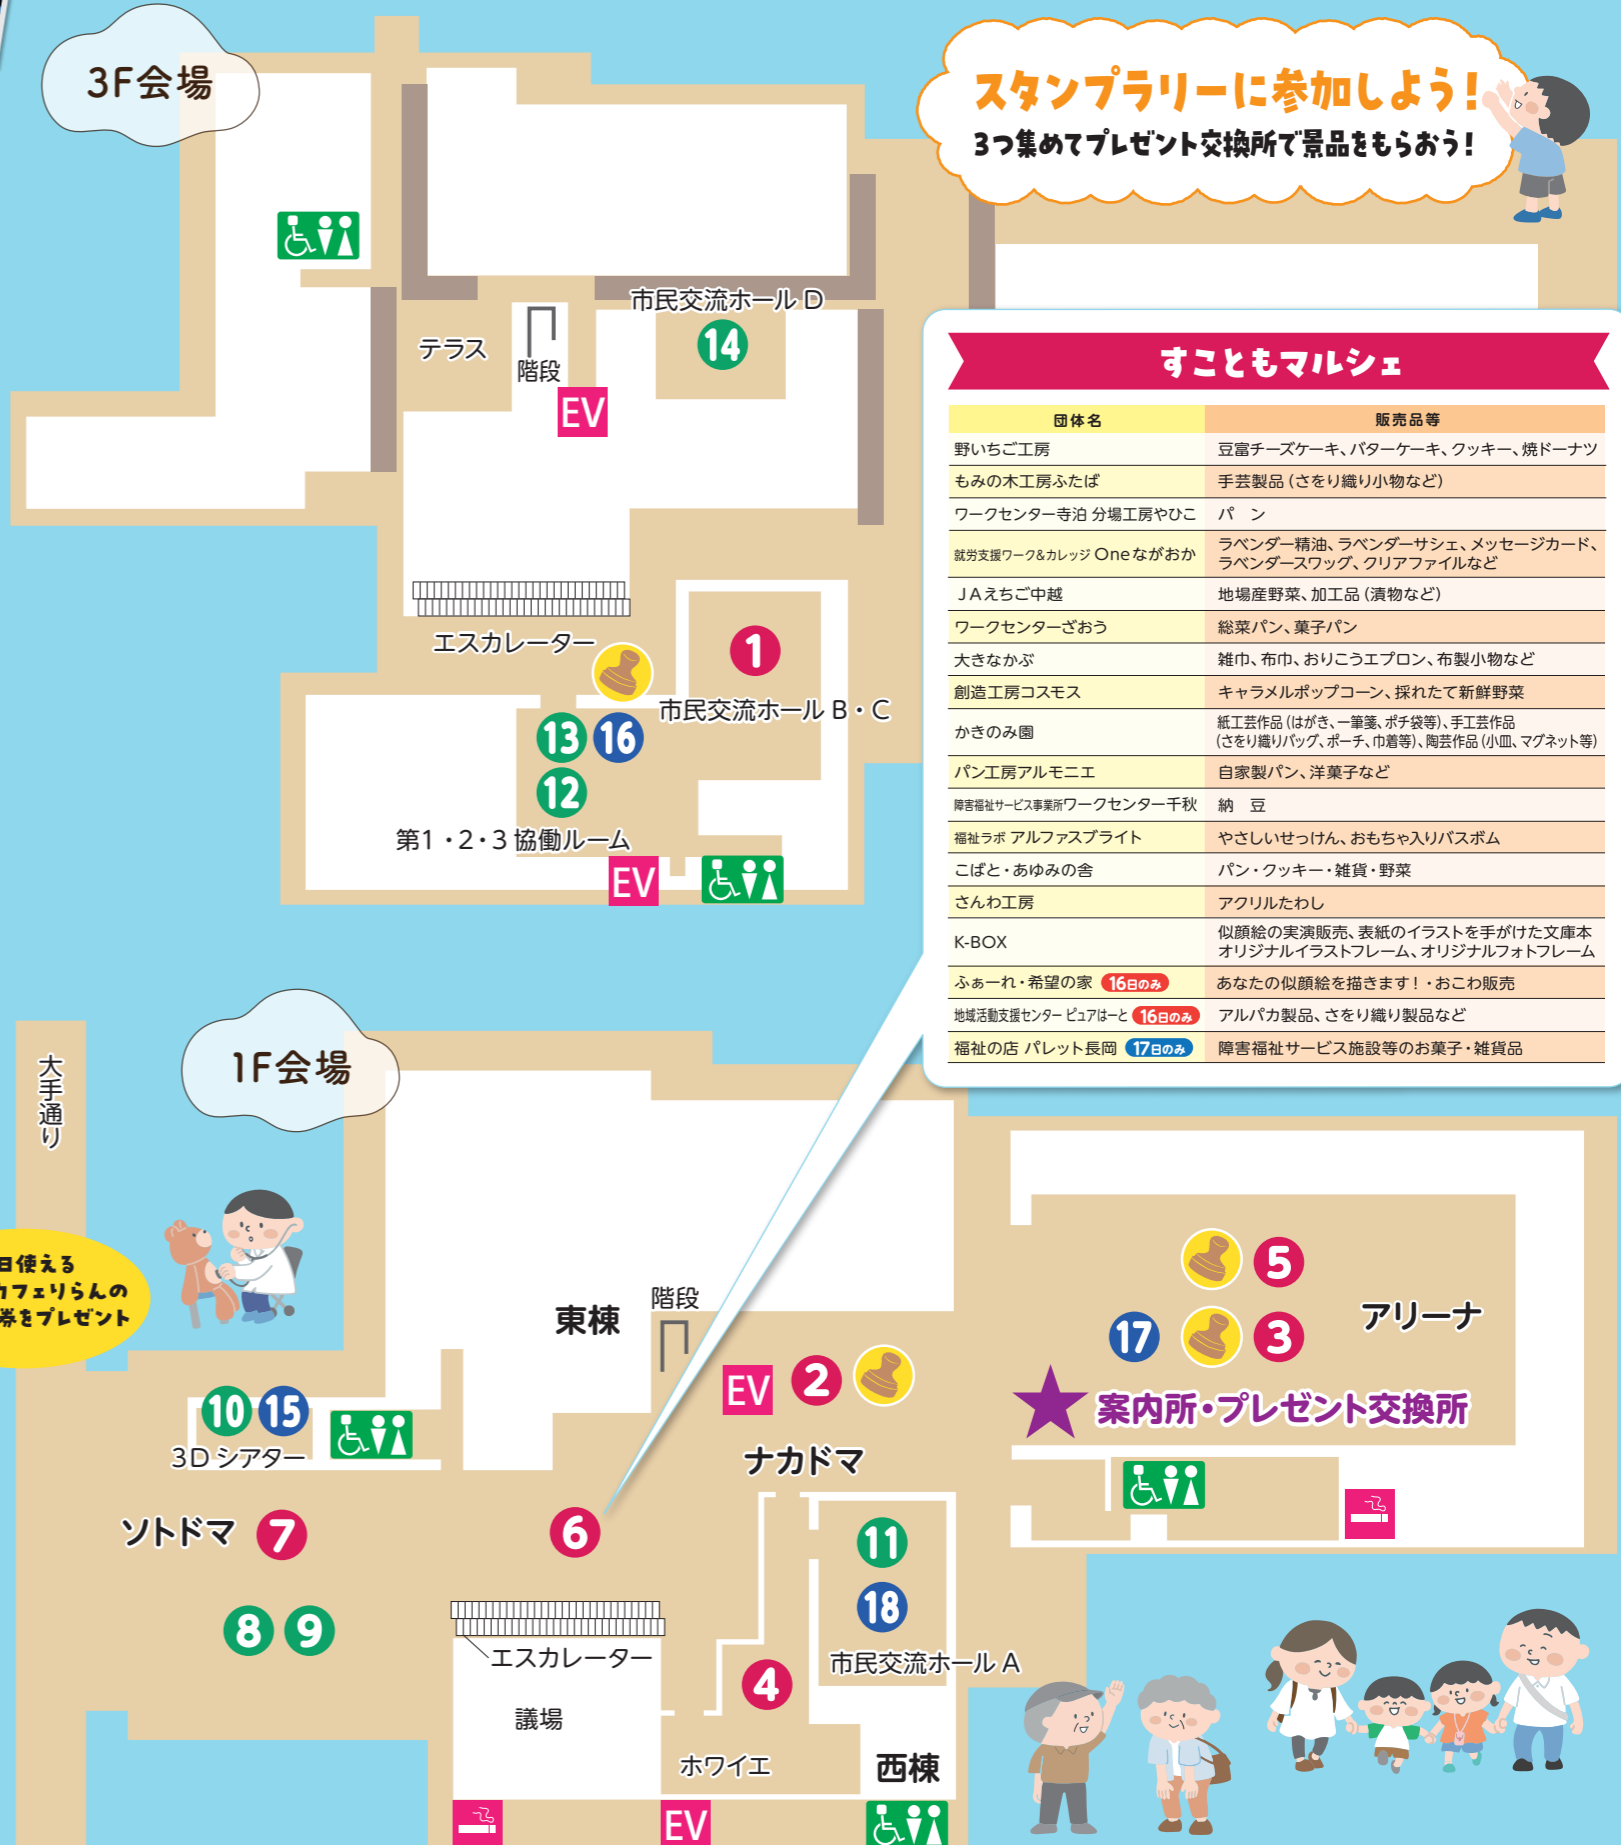 3F会場
スタンプラリーに参加しよう!
3つ集めてプレゼント交換所で景品をもらおう!
市民交流ホール D
14
テラス
階段
EV
エスカレーター
1
市民交流ホール B・C
13 16
12
第1・2・3 協働ルーム
EV
すこともマルシェ
団体名 販売品等
野いちご工房 豆富チーズケーキ、バターケーキ、クッキー、焼ドーナツ
もみの木工房ふたば 手芸製品(さをり織り小物など)
ワークセンター寺泊 分場工房やひこ パ ン
就労支援ワーク&カレッジ Oneながおか ラベンダー精油、ラベンダーサシェ、メッセージカード、
ラベンダースワッグ、クリアファイルなど
JAえちご中越 地場産野菜、加工品(漬物など)
ワークセンターざおう 総菜パン、菓子パン
大きなかぶ 雑巾、布巾、おりこうエプロン、布製小物など
創造工房コスモス キャラメルポップコーン、採れたて新鮮野菜
かきのみ園 紙工芸作品(はがき、一筆箋、ポチ袋等)、手工芸作品
(さをり織りバッグ、ポーチ、巾着等)、陶芸作品(小皿、マグネット等)
パン工房アルモニエ 自家製パン、洋菓子など
障害福祉サービス事業所ワークセンター千秋 納 豆
福祉ラボ アルファスブライト やさしいせっけん、おもちゃ入りバスボム
こばと・あゆみの舎 パン・クッキー・雑貨・野菜
さんわ工房 アクリルたわし
K-BOX 似顔絵の実演販売、表紙のイラストを手がけた文庫本
オリジナルイラストフレーム、オリジナルフォトフレーム
ふぁーれ・希望の家 16日のみ あなたの似顔絵を描きます!・おこわ販売
地域活動支援センター ピュアはーと 16日のみ アルパカ製品、さをり織り製品など
福祉の店 パレット長岡 17日のみ 障害福祉サービス施設等のお菓子・雑貨品
1F会場
大手通り
日使える
カフェりらんの
券をプレゼント
東棟
階段
EV 2
ナカドマ
5
17 3
アリーナ
案内所・プレゼント交換所
10 15
3Dシアター
ソトドマ 7
6
8 9
11
18
市民交流ホール A
エスカレーター
4
議場
ホワイエ
西棟
EV